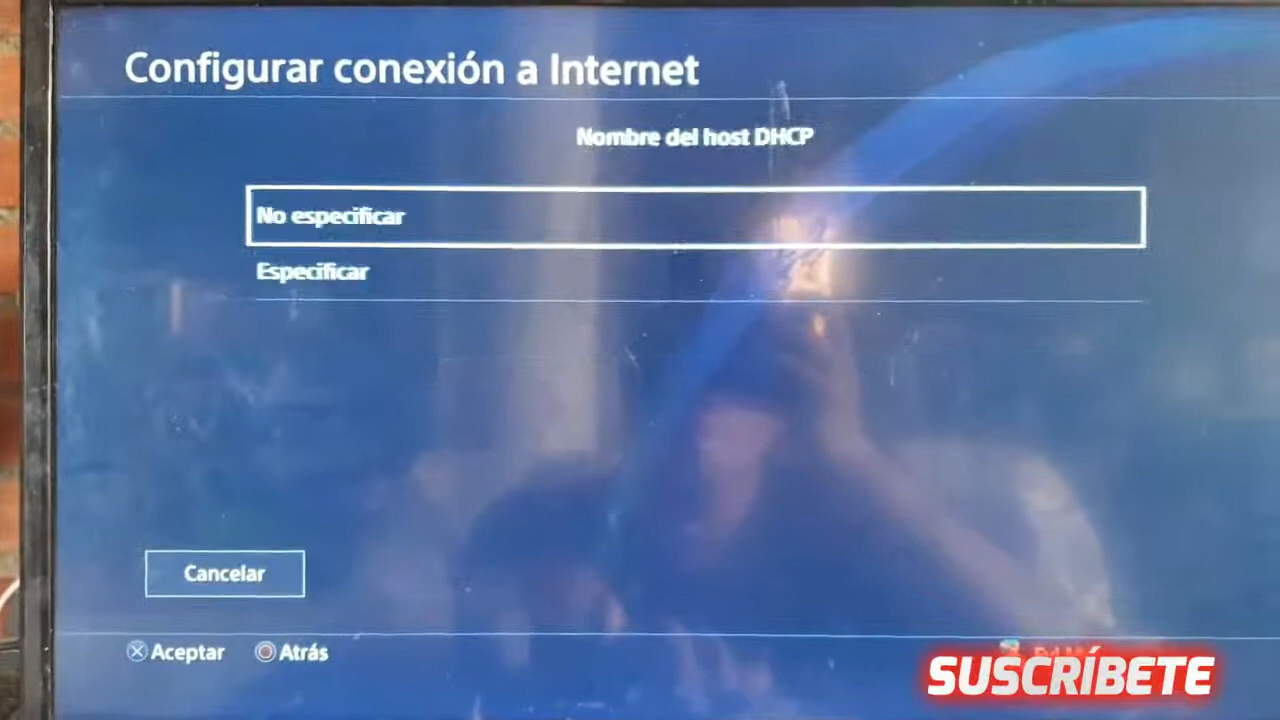 Configurar conexión a Internet
Nombre del host DHCP
No especificar
Especificar
Cancelar
Aceptar Atrás
SUSCRÍBETE